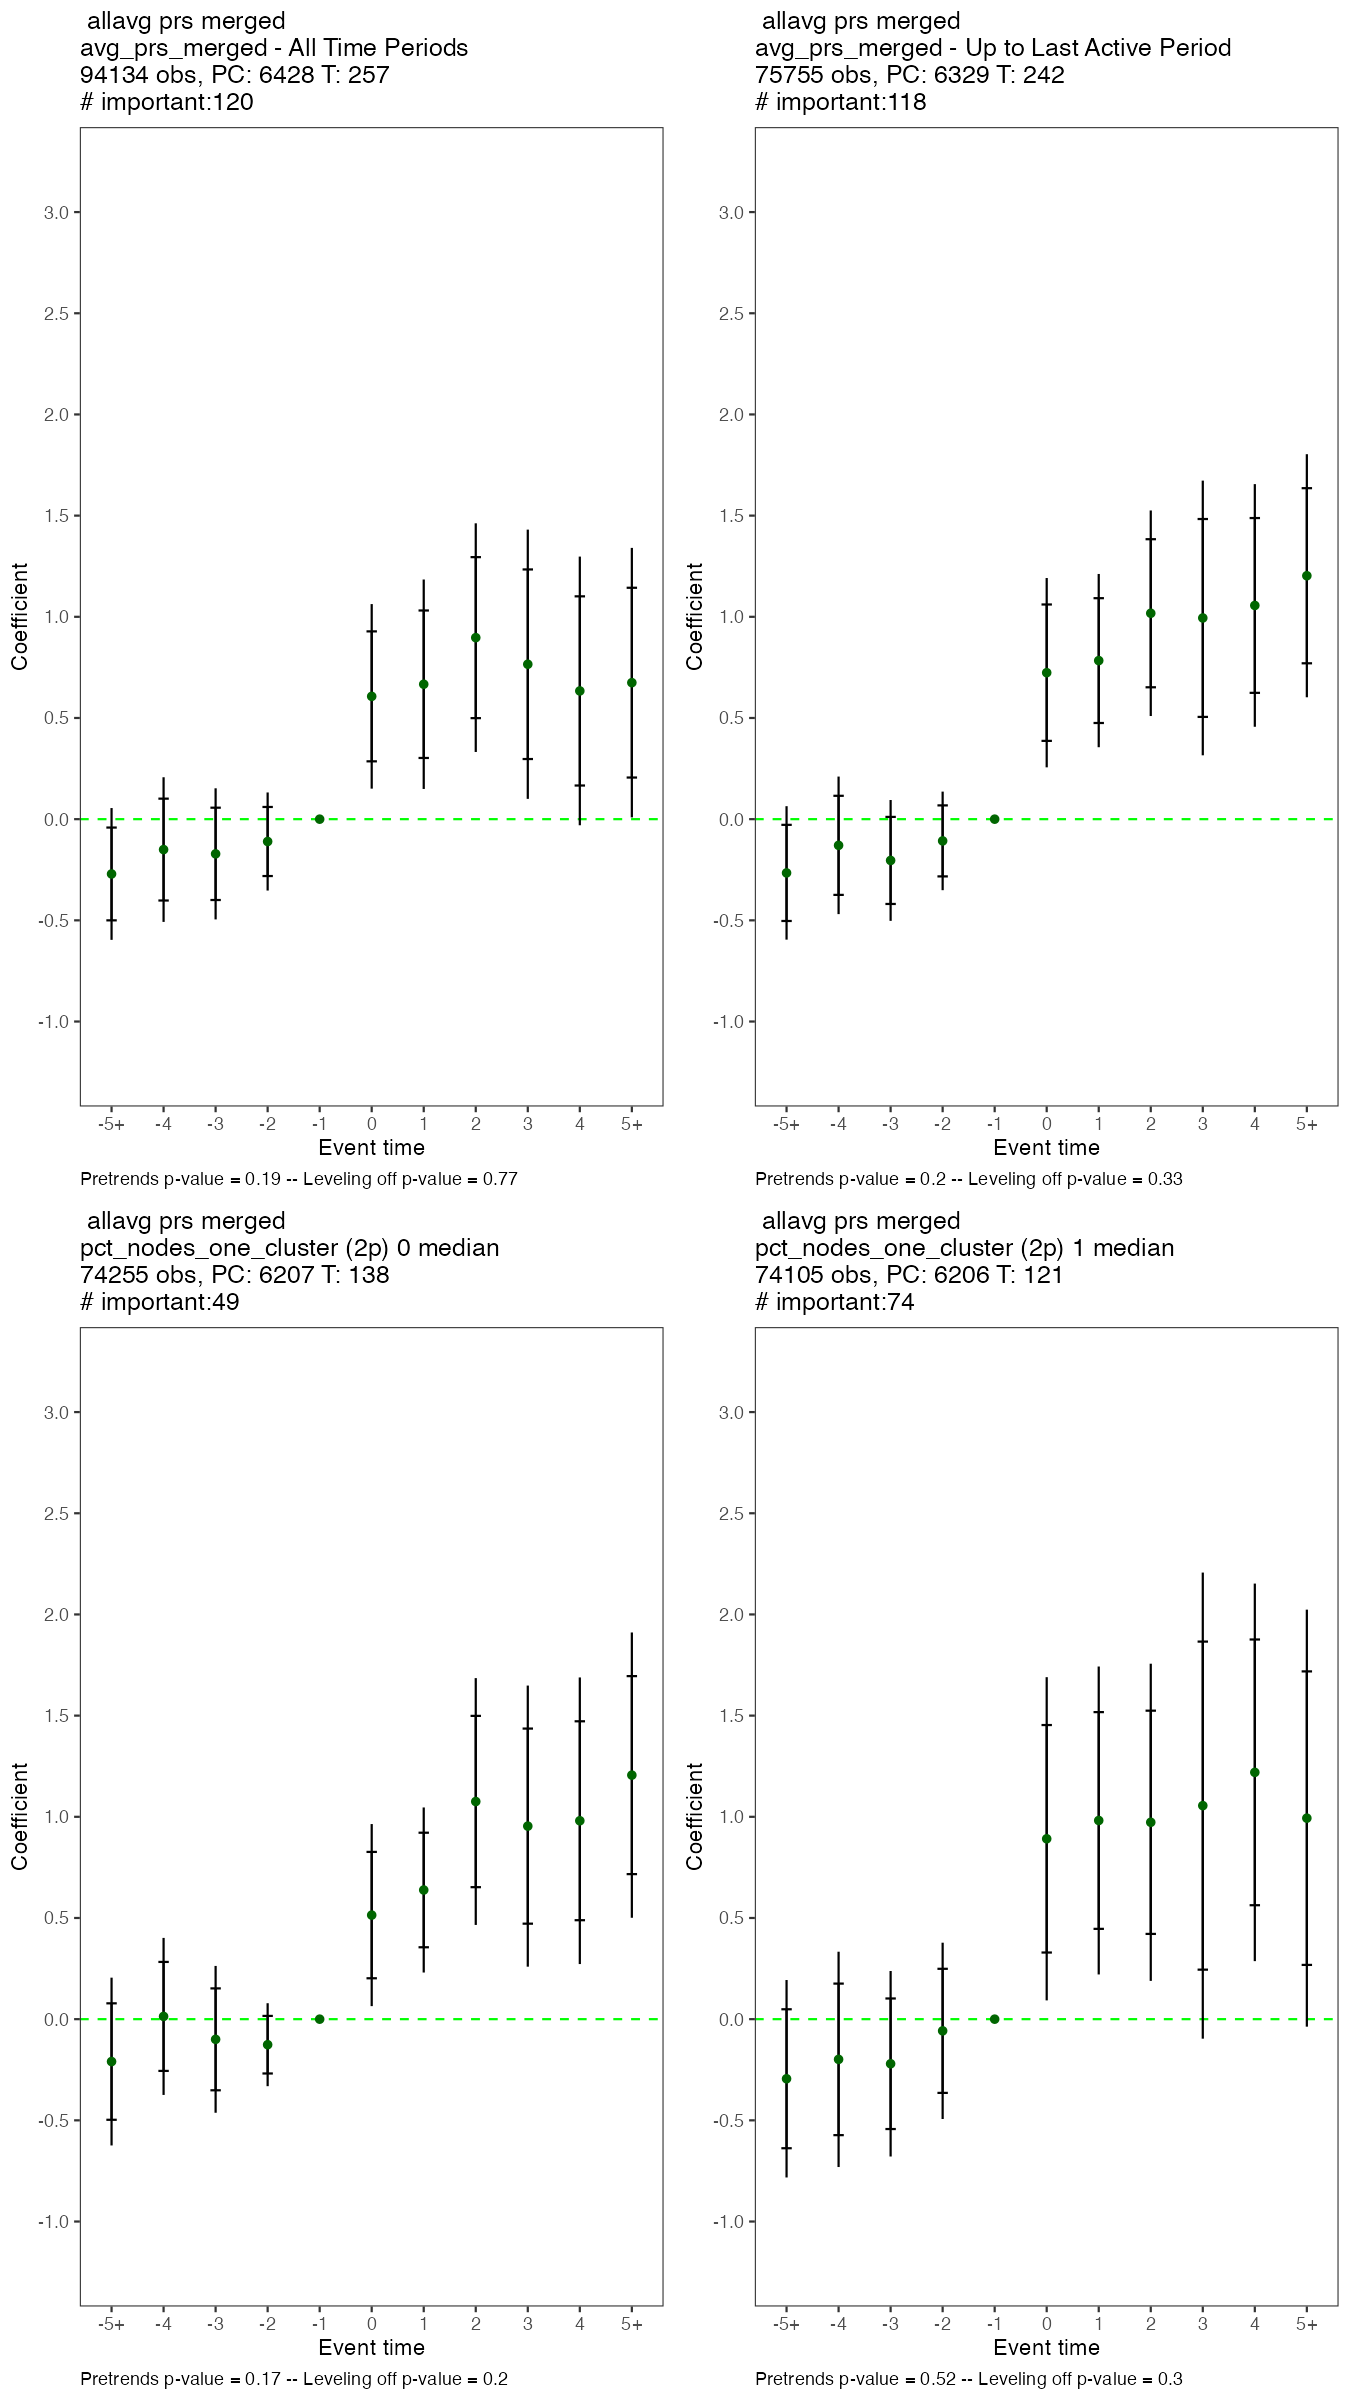 allavg prs merged
avg_prs_merged - All Time Periods
94134 obs, PC: 6428 T: 257
# important:120
3.0
2.5
2.0
1.5
1.0
0.5
0.0
-0.5
-1.0
Coefficient
-5+ -4 -3 -2 -1 0 1 2 3 4 5+
Event time
Pretrends p-value = 0.19 -- Leveling off p-value = 0.77
allavg prs merged
avg_prs_merged - Up to Last Active Period
75755 obs, PC: 6329 T: 242
# important:118
3.0
2.5
2.0
1.5
1.0
0.5
0.0
-0.5
-1.0
Coefficient
-5+ -4 -3 -2 -1 0 1 2 3 4 5+
Event time
Pretrends p-value = 0.2 -- Leveling off p-value = 0.33
allavg prs merged
pct_nodes_one_cluster (2p) 0 median
74255 obs, PC: 6207 T: 138
# important:49
3.0
2.5
2.0
1.5
1.0
0.5
0.0
-0.5
-1.0
Coefficient
-5+ -4 -3 -2 -1 0 1 2 3 4 5+
Event time
Pretrends p-value = 0.17 -- Leveling off p-value = 0.2
allavg prs merged
pct_nodes_one_cluster (2p) 1 median
74105 obs, PC: 6206 T: 121
# important:74
3.0
2.5
2.0
1.5
1.0
0.5
0.0
-0.5
-1.0
Coefficient
-5+ -4 -3 -2 -1 0 1 2 3 4 5+
Event time
Pretrends p-value = 0.52 -- Leveling off p-value = 0.3